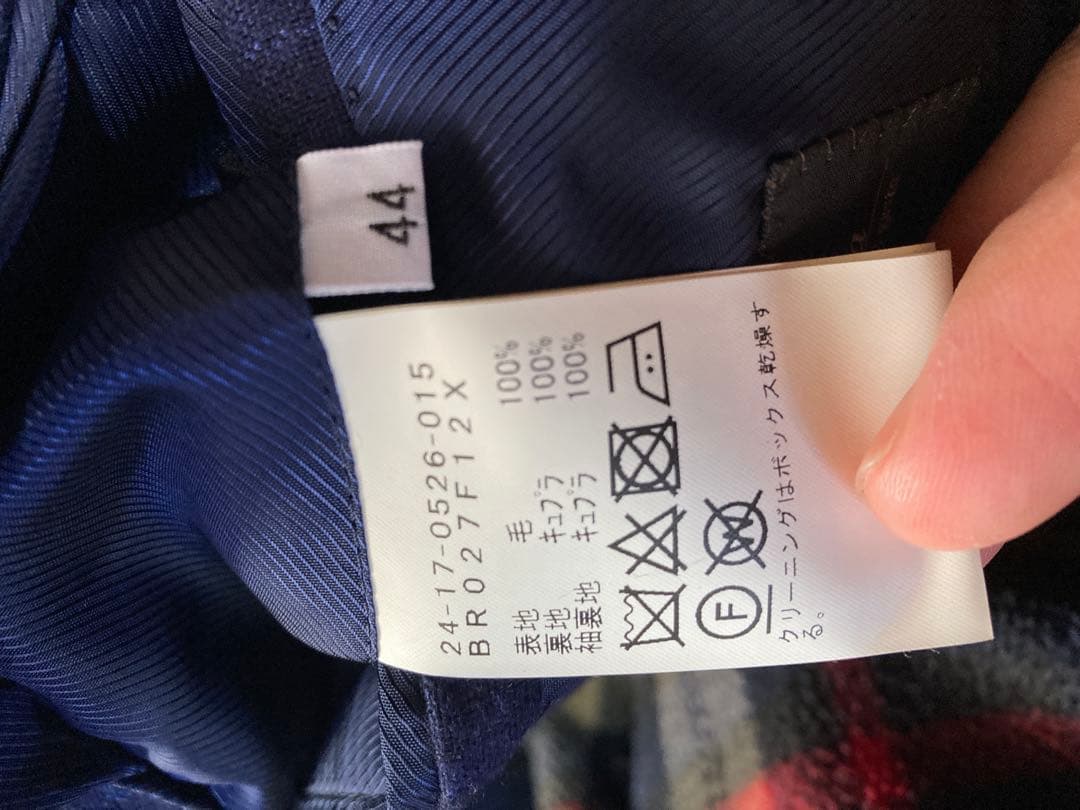 44
24-17-0526-015
BR027F12X
表地 毛 100%
裏地 キュプラ 100%
袖裏地 キュプラ 100%
F W
クリーニングはボックス乾燥す
る。